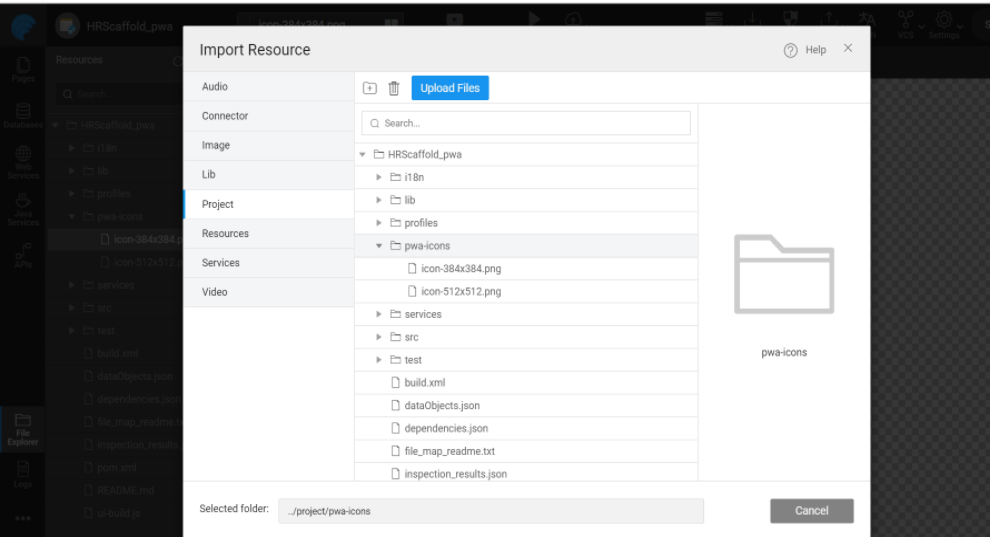 HRScaffold_pwa
icon-384x384.png
VCS
Settings
Pages
Databases
Web Services
Java Services
APIs
File Explorer
Logs
Resources
Search...
HRScaffold_pwa
i18n
lib
profiles
pwa-icons
icon-384x384.p
icon-512x512.p
services
src
test
build.xml
dataObjects.json
dependencies.json
file_map_readme.t
inspection_results.
pom.xml
README.md
ui-build.js
Import Resource
Help
Audio
Connector
Image
Lib
Project
Resources
Services
Video
Upload Files
Search...
HRScaffold_pwa
i18n
lib
profiles
pwa-icons
icon-384x384.png
icon-512x512.png
services
src
test
build.xml
dataObjects.json
dependencies.json
file_map_readme.txt
inspection_results.json
pwa-icons
Selected folder: ../project/pwa-icons
Cancel